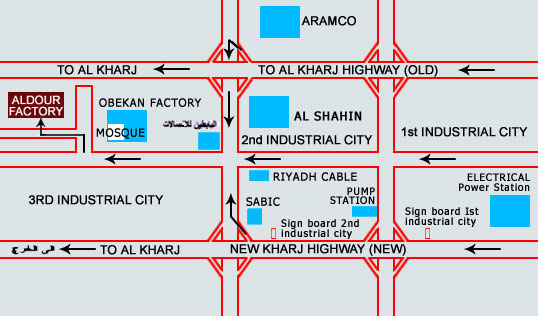 ARAMCO
TO AL KHARJ
TO AL KHARJ HIGHWAY (OLD)
ALDOUR
FACTORY
OBEKAN FACTORY
MOSQUE
البابطين للاتصالات
AL SHAHIN
2nd INDUSTRIAL CITY
1st INDUSTRIAL CITY
RIYADH CABLE
ELECTRICAL
Power Station
3RD INDUSTRIAL CITY
SABIC
PUMP
STATION
Sign board 2nd
industrial city
Sign board Ist
industrial city
الى الخرج
TO AL KHARJ
NEW KHARJ HIGHWAY (NEW)